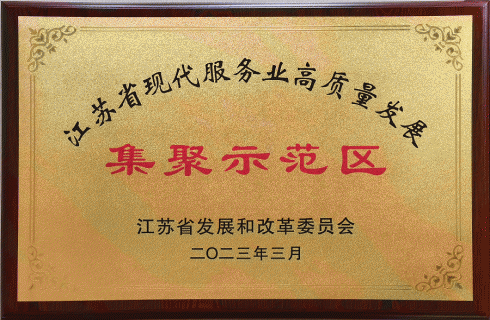 江苏省现代服务业高质量发展
集聚示范区
江苏省发展和改革委员会
二〇二三年三月